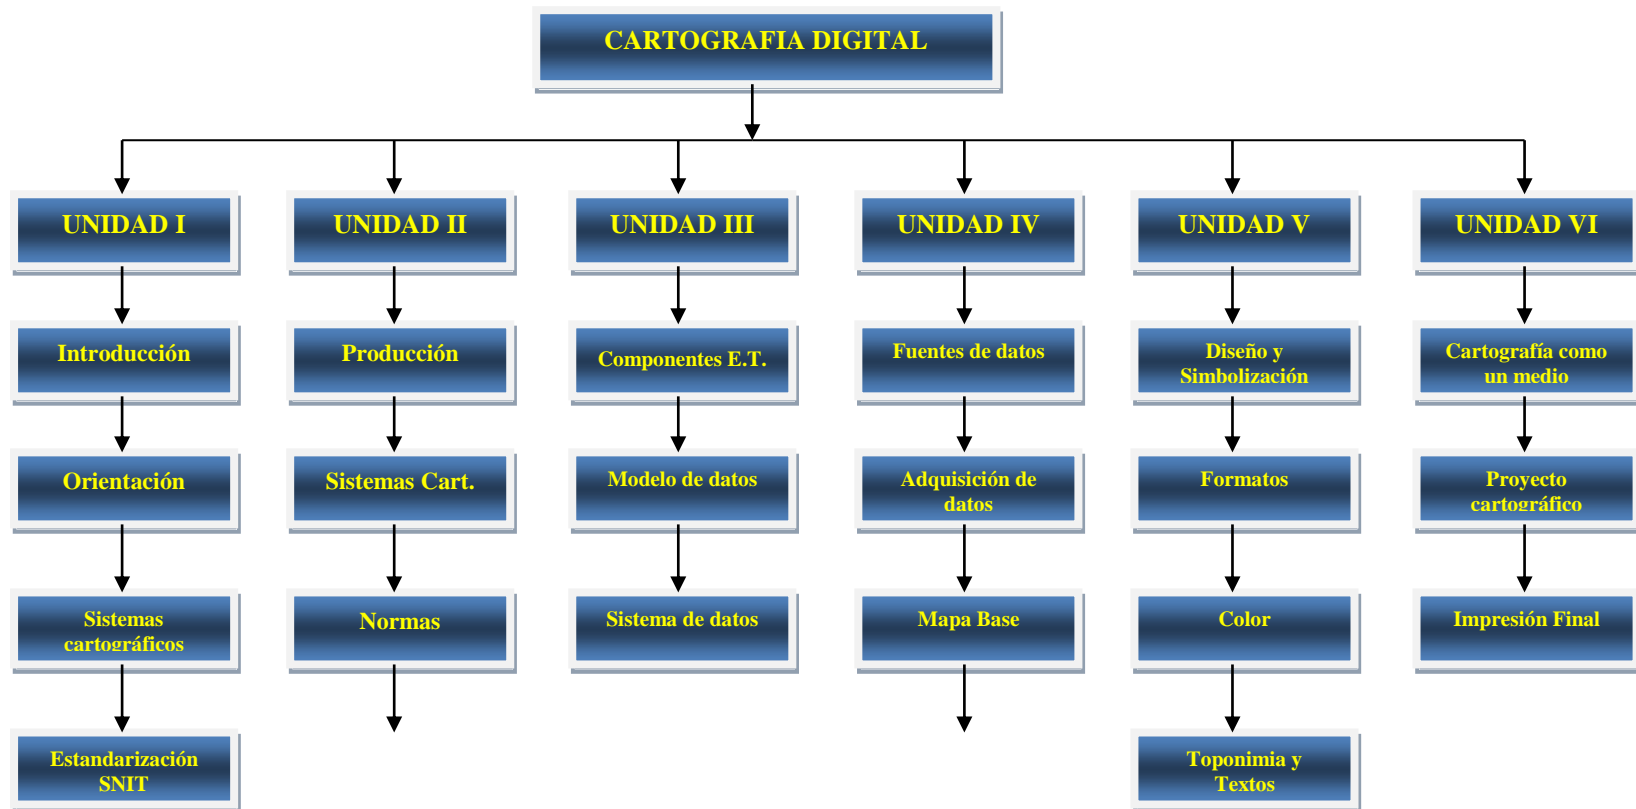 CARTOGRAFIA DIGITAL
UNIDAD I
UNIDAD II
UNIDAD III
UNIDAD IV
UNIDAD V
UNIDAD VI
Introducción
Producción
Componentes E.T.
Fuentes de datos
Diseño y
Simbolización
Cartografía como
un medio
Orientación
Sistemas Cart.
Modelo de datos
Adquisición de
datos
Formatos
Proyecto
cartográfico
Sistemas
cartográficos
Normas
Sistema de datos
Mapa Base
Color
Impresión Final
Estandarización
SNIT
Toponimia y
Textos